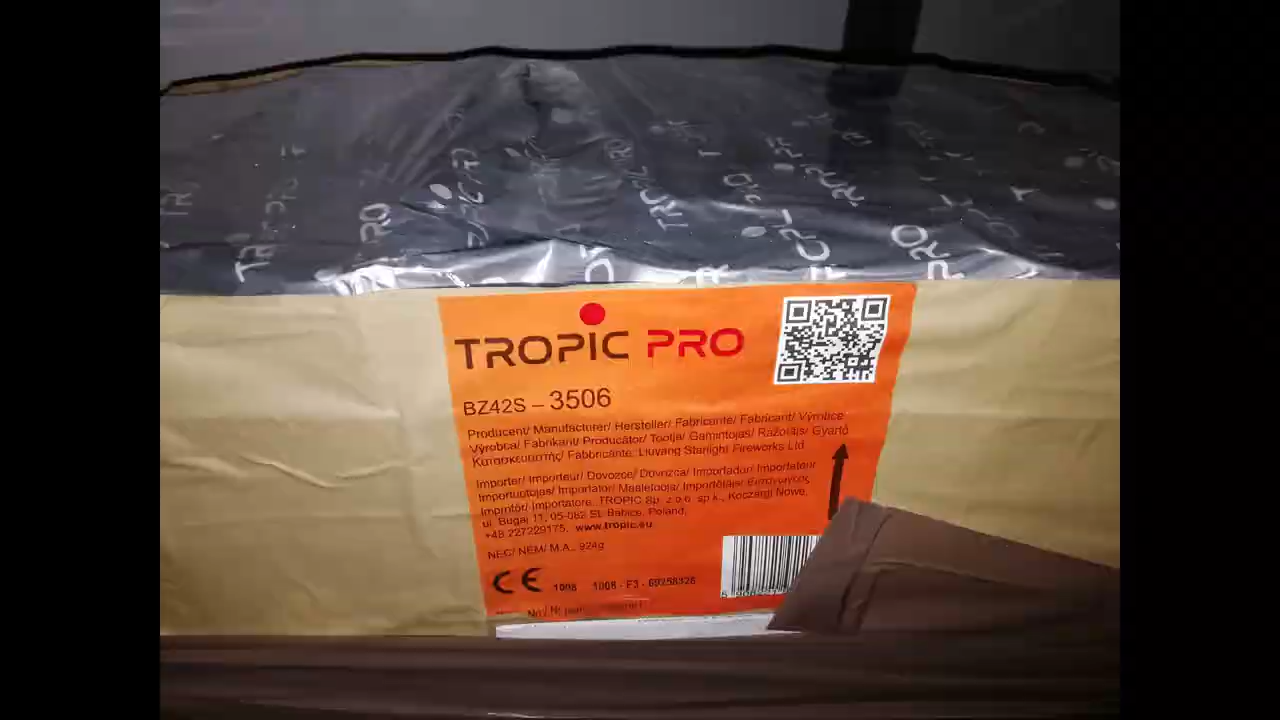 TROPIC PRO
BZ42S – 3506
Producent/ Manufacturer/ Hersteller/ Fabricante/ Fabricant/ Výrobce
Výrobca/ Fabrikant/ Producător/ Tootja/ Gamintojas/ Ražotājs/ Gyártó
Κατασκευαστής/ Fabbricante: Liuyang Starlight Fireworks Ltd.
Importer/ Importeur/ Dovozce/ Dovozca/ Importador/ Importateur
Importuotojas/ Importator/ Maaletooja/ Importētājs/ Εισαγωγέας
Importőr/ Importatore: TROPIC Sp. z o.o. sp.k., Koczargi Nowe,
ul. Bugaj 11, 05-082 St. Babice, Poland,
+48 227229175, www.tropic.eu
NEC/ NEM/ M.A.: 924g
CE 1008 1008 - F3 - 69258328